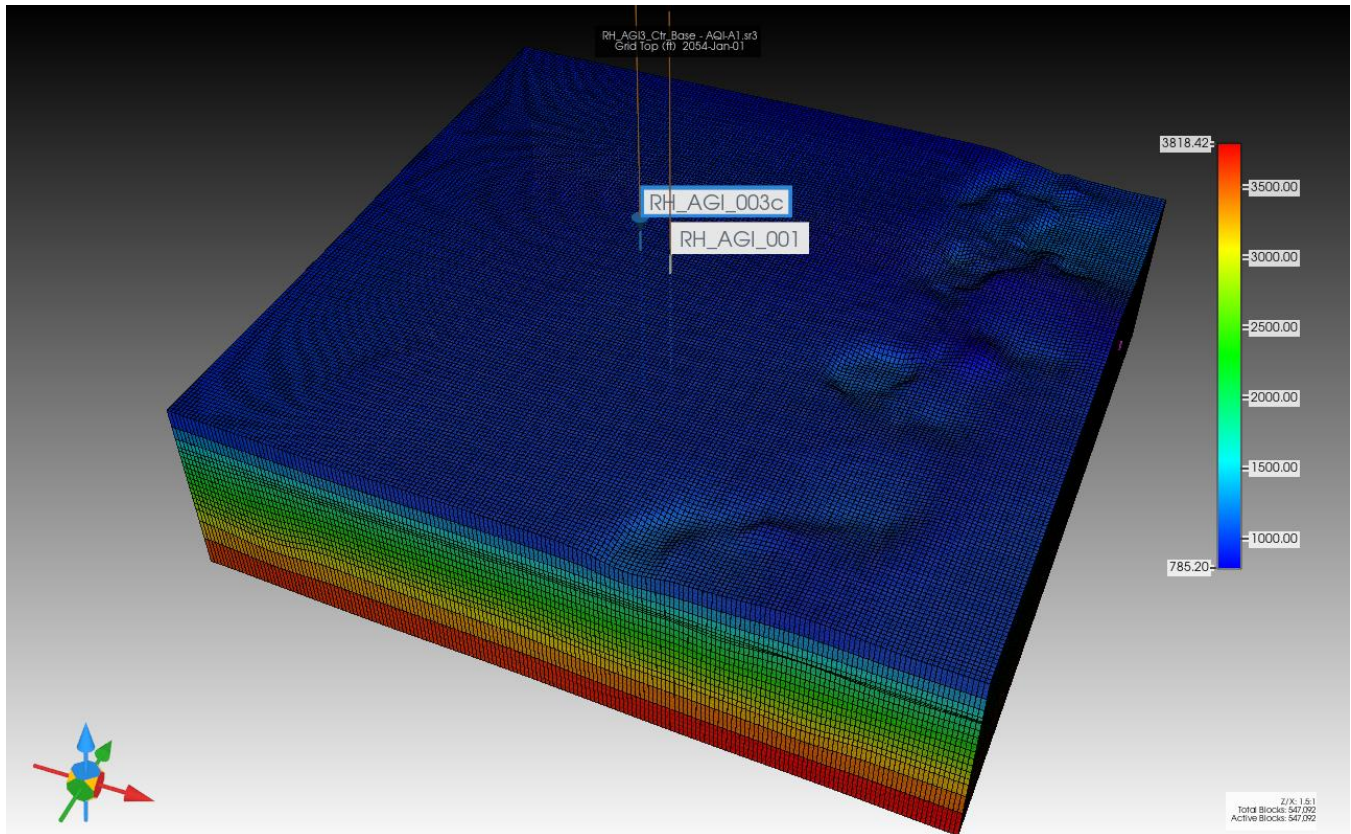 RH_AGI3_Ctr_Base - AQI-A1.sr3
Grid Top (ft) 2054-Jan-01
RH_AGI_003c
RH_AGI_001
3818.42
3500.00
3000.00
2500.00
2000.00
1500.00
1000.00
785.20
Z/X: 1.5:1
Total Blocks: 547,092
Active Blocks: 547,092